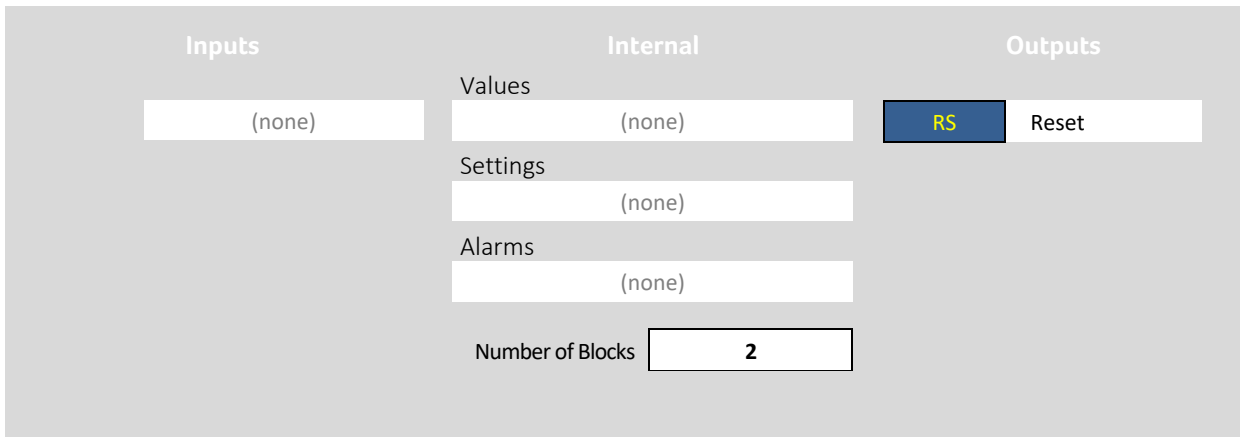 Inputs Internal Outputs
Values
(none) (none) RS Reset
Settings
(none)
Alarms
(none)
Number of Blocks 2